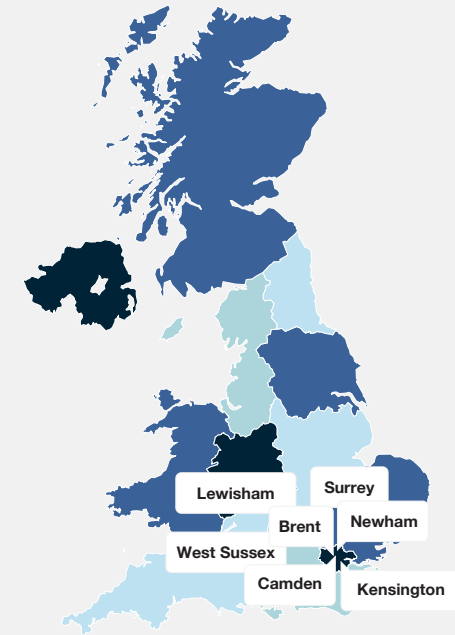 Lewisham
Surrey
Brent
Newham
West Sussex
Camden
Kensington